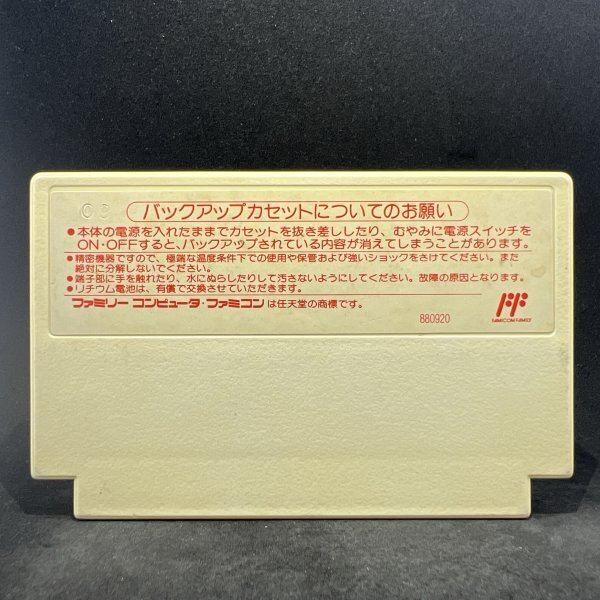 バックアップカセットについてのお願い
●本体の電源を入れたままでカセットを抜き差ししたり、むやみに電源スイッチを
ON・OFFすると、バックアップされている内容が消えてしまうことがあります。
●精密機器ですので、極端な温度条件下での使用や保管および強いショックをさけてください。また
絶対に分解しないでください。
●端子部に手を触れたり、水にぬらしたりして汚さないようにしてください。故障の原因となります。
●リチウム電池は、有償で交換させていただきます。
ファミリー コンピュータ・ファミコン は任天堂の商標です。
880920
FAMICOM FAMILY